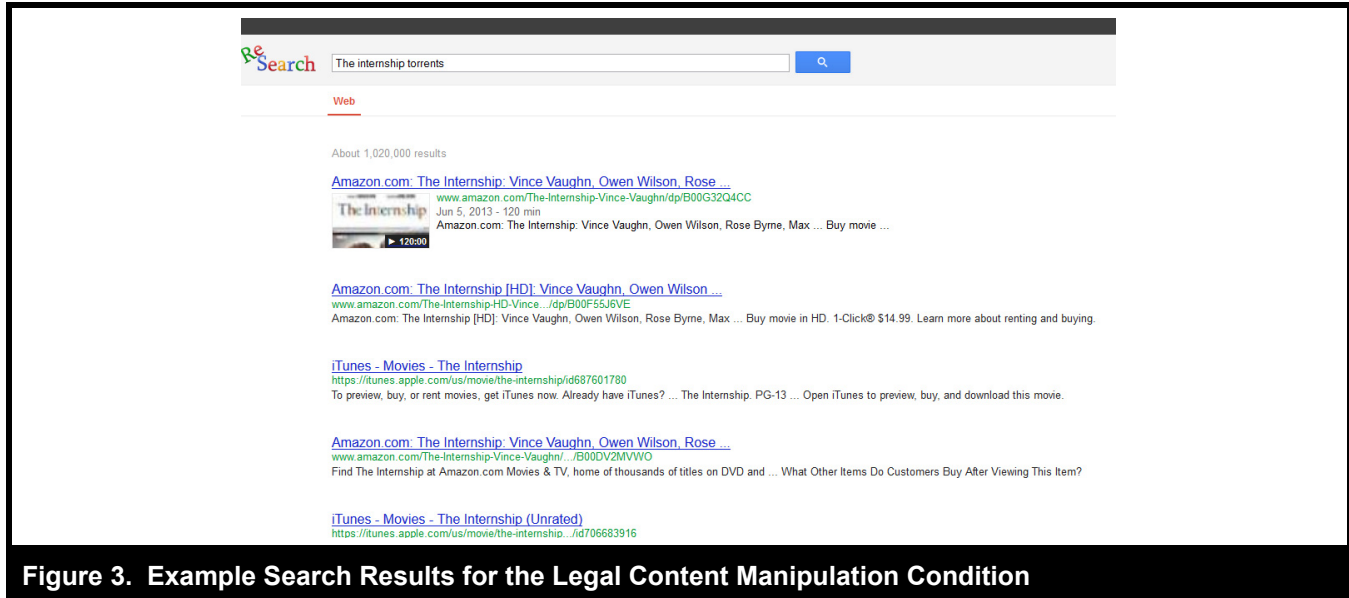 Re
Search
The internship torrents
Web
About 1,020,000 results
Amazon.com: The Internship: Vince Vaughn, Owen Wilson, Rose ...
www.amazon.com/The-Internship-Vince-Vaughn/dp/B00G32Q4CC
The Internship
Jun 5, 2013 - 120 min
Amazon.com: The Internship: Vince Vaughn, Owen Wilson, Rose Byrne, Max ... Buy movie ...
120:00
Amazon.com: The Internship [HD]: Vince Vaughn, Owen Wilson ...
www.amazon.com/The-Internship-HD-Vince.../dp/B00F55J6VE
Amazon.com: The Internship [HD]: Vince Vaughn, Owen Wilson, Rose Byrne, Max ... Buy movie in HD. 1-Click® $14.99. Learn more about renting and buying.
iTunes - Movies - The Internship
https://itunes.apple.com/us/movie/the-internship/id687601780
To preview, buy, or rent movies, get iTunes now. Already have iTunes? ... The Internship. PG-13 ... Open iTunes to preview, buy, and download this movie.
Amazon.com: The Internship: Vince Vaughn, Owen Wilson, Rose ...
www.amazon.com/The-Internship-Vince-Vaughn/.../B00DV2MVWO
Find The Internship at Amazon.com Movies & TV, home of thousands of titles on DVD and ... What Other Items Do Customers Buy After Viewing This Item?
iTunes - Movies - The Internship (Unrated)
https://itunes.apple.com/us/movie/the-internship.../id706683916
Figure 3. Example Search Results for the Legal Content Manipulation Condition